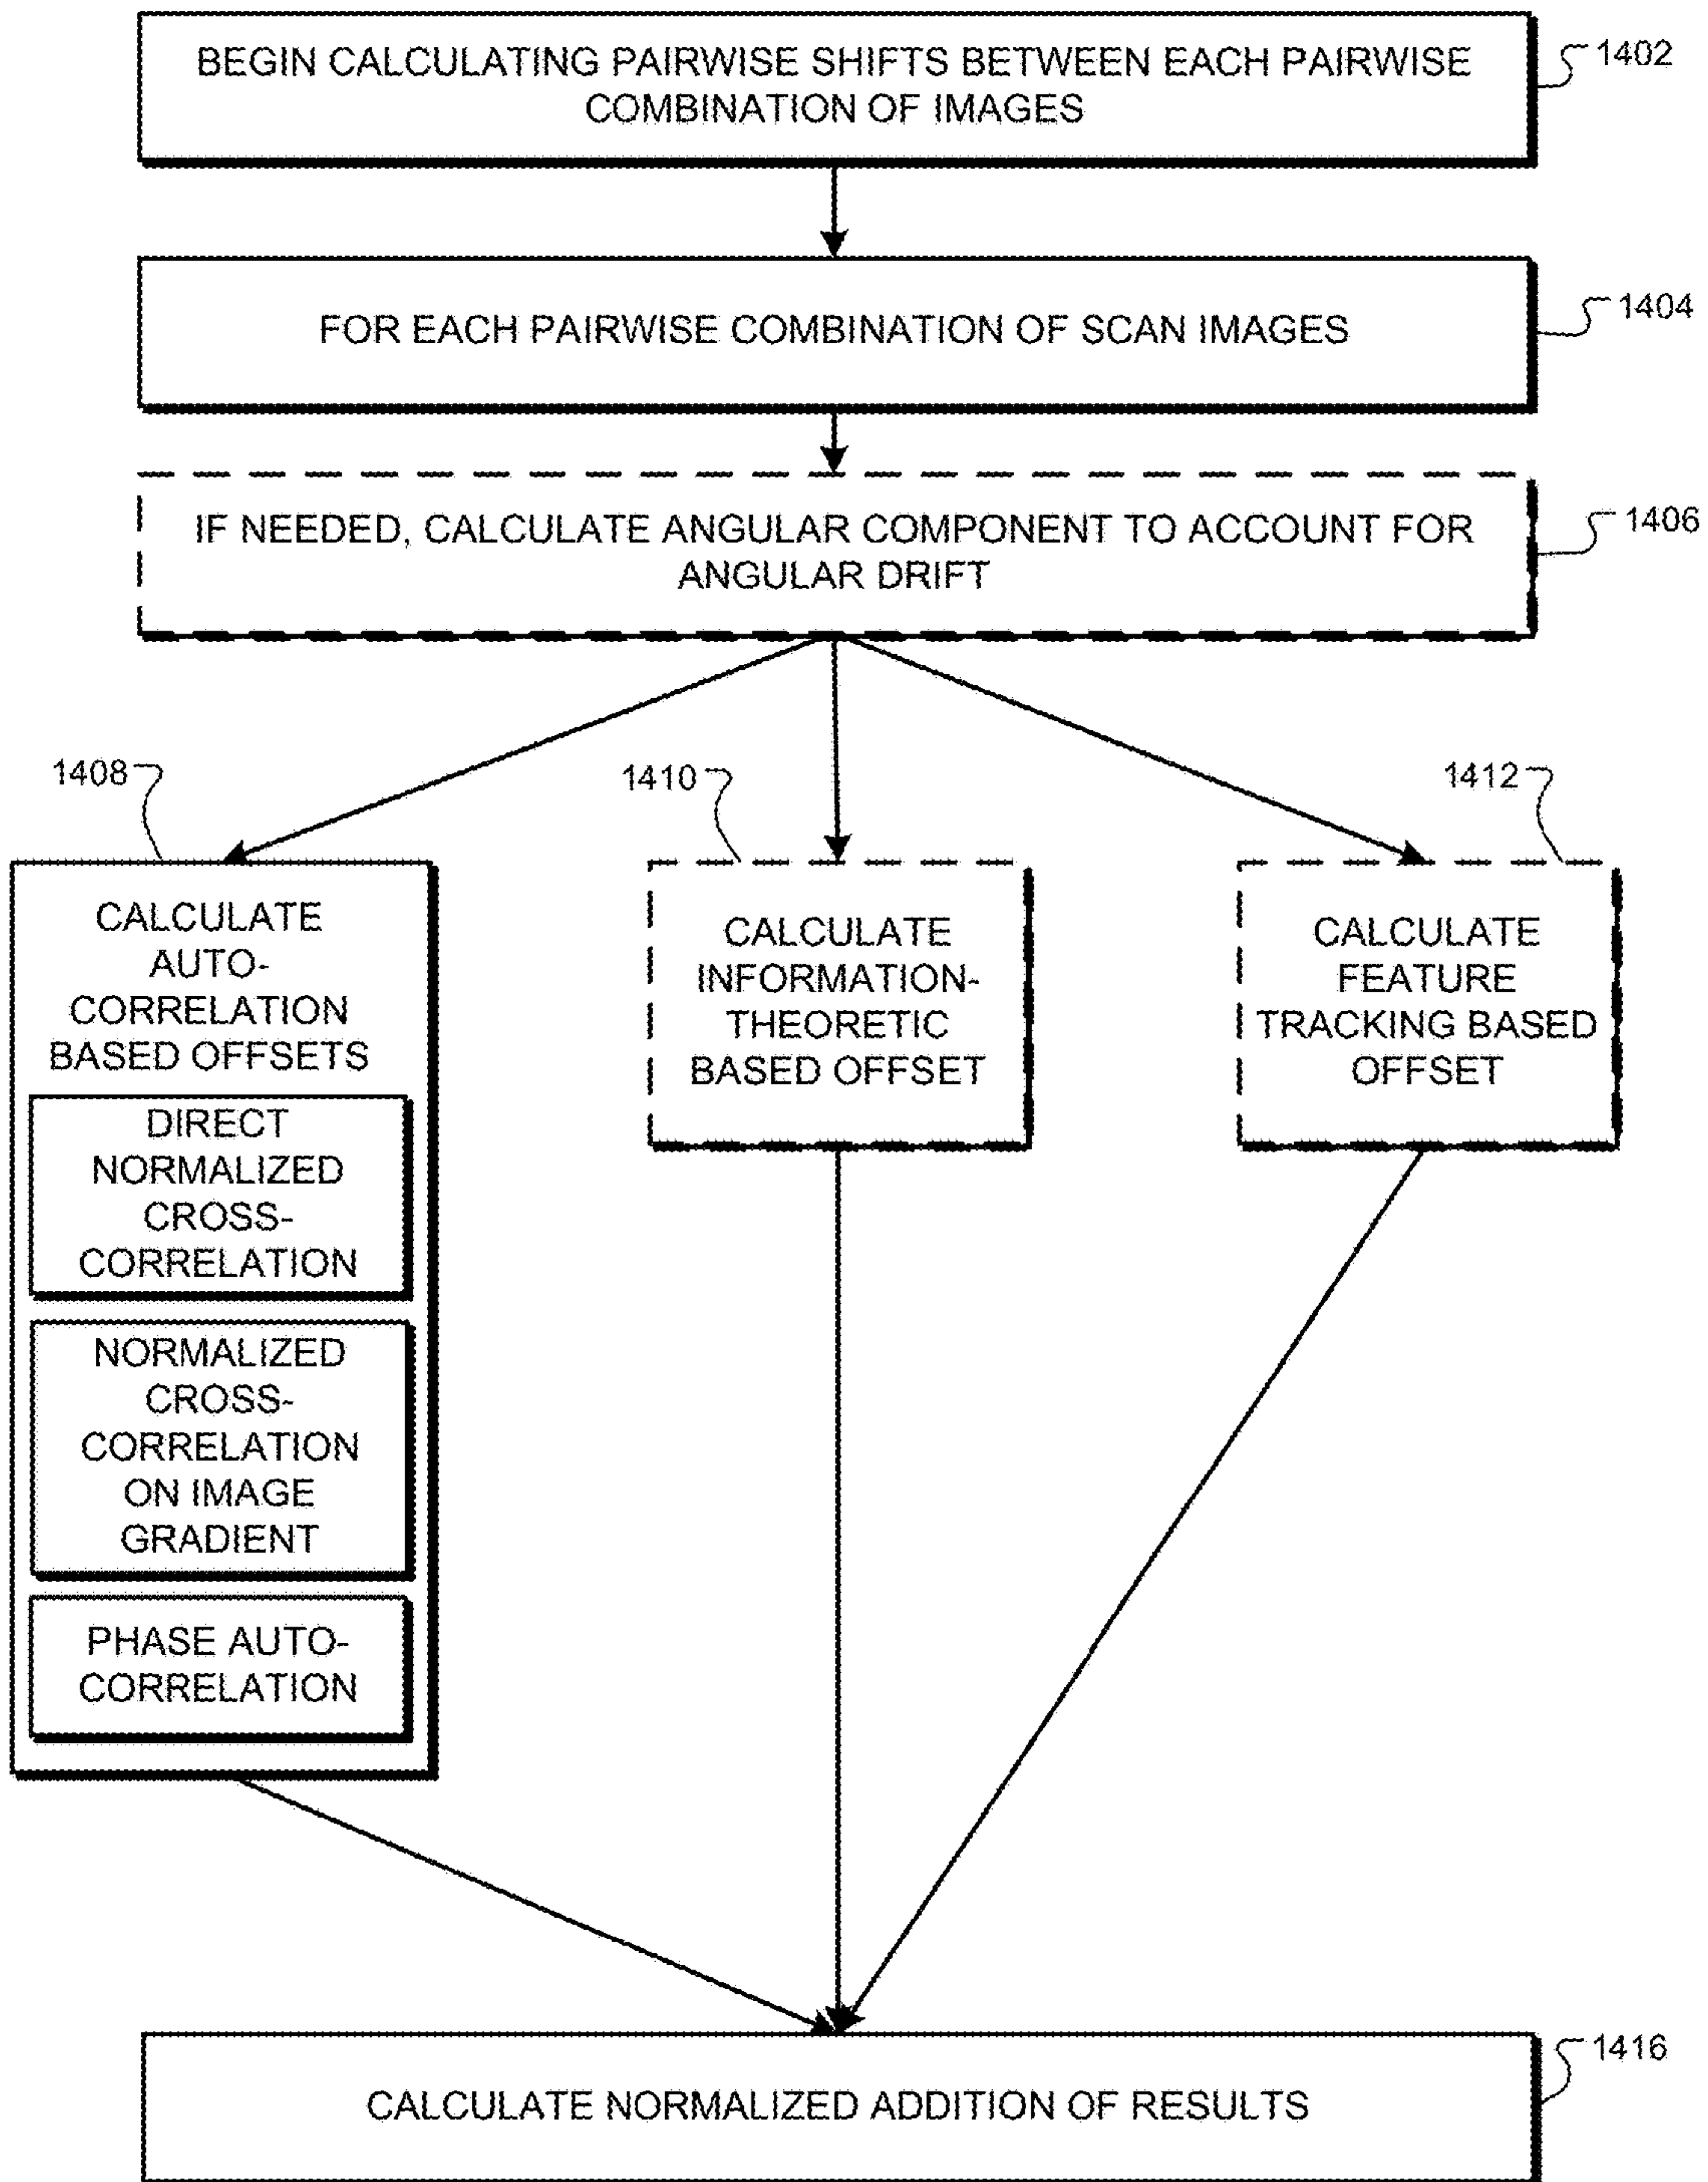 BEGIN CALCULATING PAIRWISE SHIFTS BETWEEN EACH PAIRWISE
COMBINATION OF IMAGES
1402
FOR EACH PAIRWISE COMBINATION OF SCAN IMAGES
1404
IF NEEDED, CALCULATE ANGULAR COMPONENT TO ACCOUNT FOR
ANGULAR DRIFT
1406
1408
CALCULATE
AUTO-
CORRELATION
BASED OFFSETS
DIRECT
NORMALIZED
CROSS-
CORRELATION
NORMALIZED
CROSS-
CORRELATION
ON IMAGE
GRADIENT
PHASE AUTO-
CORRELATION
1410
CALCULATE
INFORMATION-
THEORETIC
BASED OFFSET
1412
CALCULATE
FEATURE
TRACKING BASED
OFFSET
CALCULATE NORMALIZED ADDITION OF RESULTS
1416